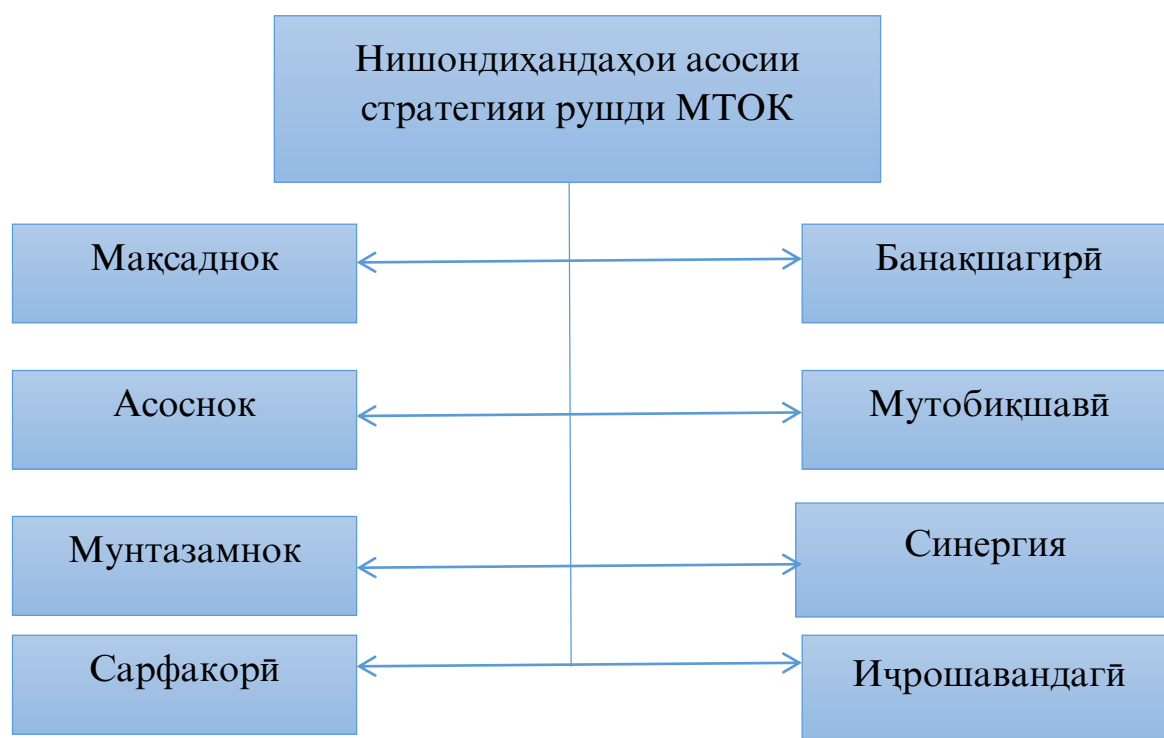 Нишондиҳандаҳои асосии
стратегияи рушди МТОК
Мақсаднок
Банақшагирӣ
Асоснок
Мутобиқшавӣ
Мунтазамнок
Синергия
Сарфакорӣ
Иҷрошавандагӣ